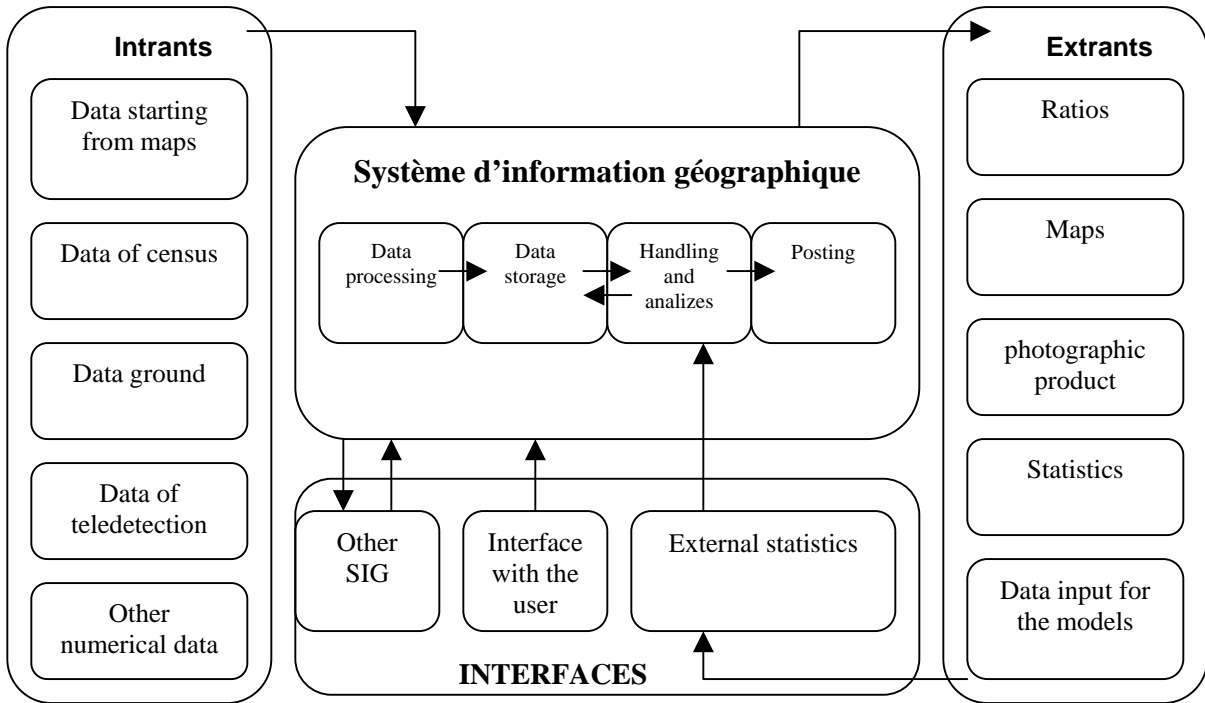 Intrants
Data starting
from maps
Data of census
Data ground
Data of
teledetection
Other
numerical data
Système d’information géographique
Data
processing
Data
storage
Handling
and
analizes
Posting
Other
SIG
Interface
with the
user
External statistics
INTERFACES
Extrants
Ratios
Maps
photographic
product
Statistics
Data input for
the models